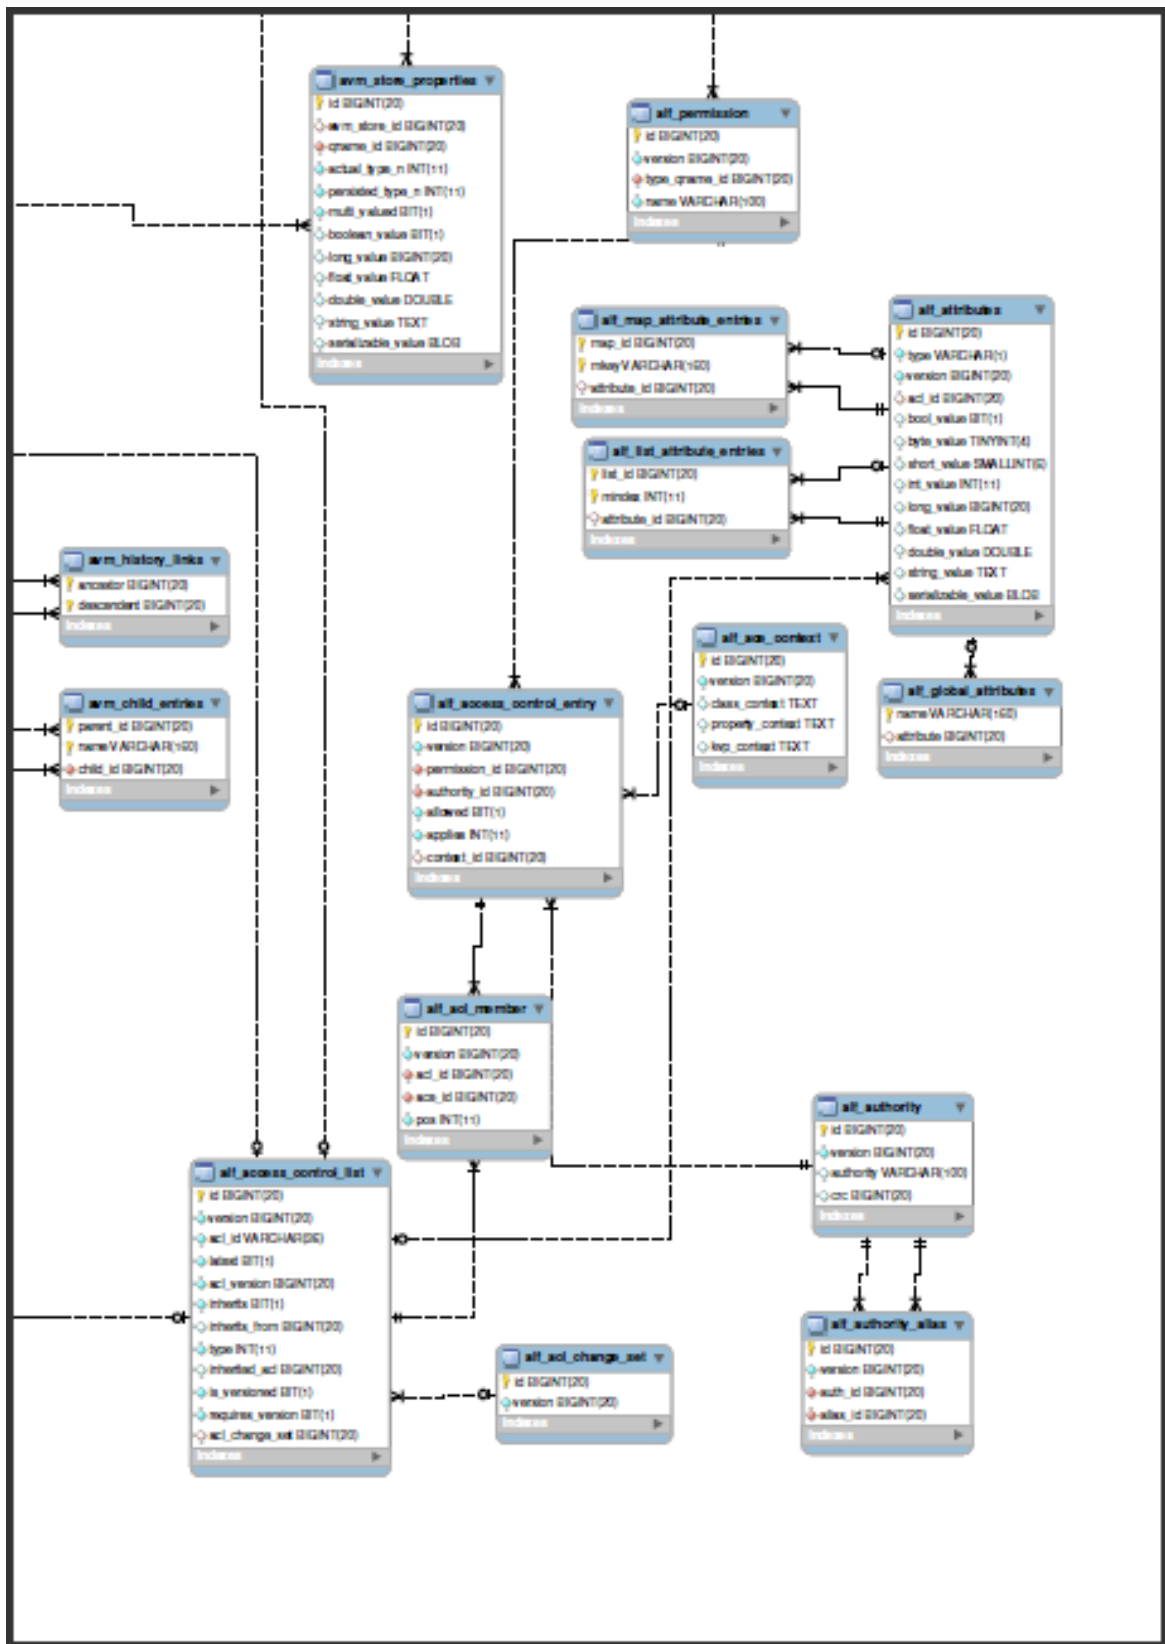 avm_store_properties
id BIGINT(20)
avm_store_id BIGINT(20)
qname_id BIGINT(20)
actual_type_n INT(11)
persisted_type_n INT(11)
multi_valued BIT(1)
boolean_value BIT(1)
long_value BIGINT(20)
float_value FLOAT
double_value DOUBLE
string_value TEXT
serializable_value BLOB
Indexes
alf_permission
id BIGINT(20)
version BIGINT(20)
type_qname_id BIGINT(20)
name VARCHAR(100)
Indexes
alf_map_attribute_entries
map_id BIGINT(20)
mkey VARCHAR(160)
attribute_id BIGINT(20)
Indexes
alf_attributes
id BIGINT(20)
type VARCHAR(1)
version BIGINT(20)
acl_id BIGINT(20)
bool_value BIT(1)
byte_value TINYINT(4)
short_value SMALLINT(6)
int_value INT(11)
long_value BIGINT(20)
float_value FLOAT
double_value DOUBLE
string_value TEXT
serializable_value BLOB
Indexes
alf_list_attribute_entries
list_id BIGINT(20)
mindex INT(11)
attribute_id BIGINT(20)
Indexes
avm_history_links
ancestor BIGINT(20)
descendent BIGINT(20)
Indexes
alf_ace_context
id BIGINT(20)
version BIGINT(20)
class_context TEXT
property_context TEXT
kvp_context TEXT
Indexes
alf_global_attributes
name VARCHAR(160)
attribute BIGINT(20)
Indexes
avm_child_entries
parent_id BIGINT(20)
name VARCHAR(160)
child_id BIGINT(20)
Indexes
alf_access_control_entry
id BIGINT(20)
version BIGINT(20)
permission_id BIGINT(20)
authority_id BIGINT(20)
allowed BIT(1)
applies INT(11)
context_id BIGINT(20)
Indexes
alf_acl_member
id BIGINT(20)
version BIGINT(20)
acl_id BIGINT(20)
ace_id BIGINT(20)
pos INT(11)
Indexes
alf_authority
id BIGINT(20)
version BIGINT(20)
authority VARCHAR(100)
crc BIGINT(20)
Indexes
alf_access_control_list
id BIGINT(20)
version BIGINT(20)
acl_id VARCHAR(36)
latest BIT(1)
acl_version BIGINT(20)
inherits BIT(1)
inherits_from BIGINT(20)
type INT(11)
inherited_acl BIGINT(20)
is_versioned BIT(1)
requires_version BIT(1)
acl_change_set BIGINT(20)
Indexes
alf_acl_change_set
id BIGINT(20)
version BIGINT(20)
Indexes
alf_authority_alias
id BIGINT(20)
version BIGINT(20)
auth_id BIGINT(20)
alias_id BIGINT(20)
Indexes